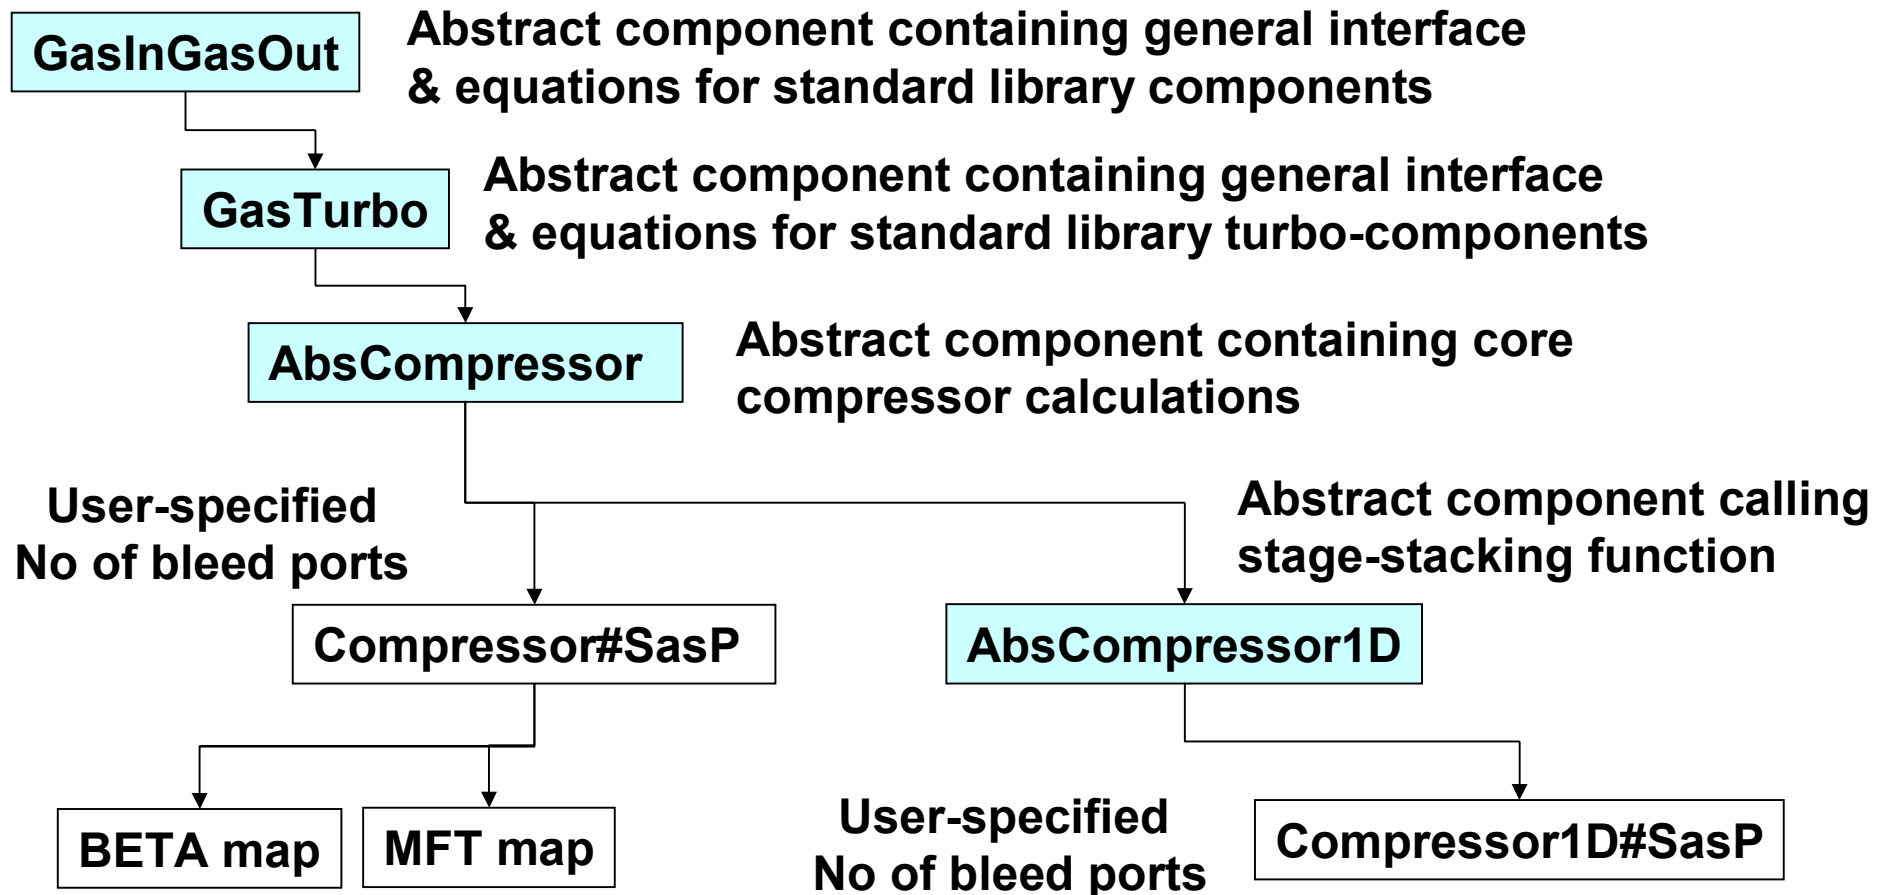 GasInGasOut
Abstract component containing general interface
& equations for standard library components
GasTurbo
Abstract component containing general interface
& equations for standard library turbo-components
AbsCompressor
Abstract component containing core
compressor calculations
User-specified
No of bleed ports
Abstract component calling
stage-stacking function
Compressor#SasP
AbsCompressor1D
BETA map
MFT map
User-specified
No of bleed ports
Compressor1D#SasP